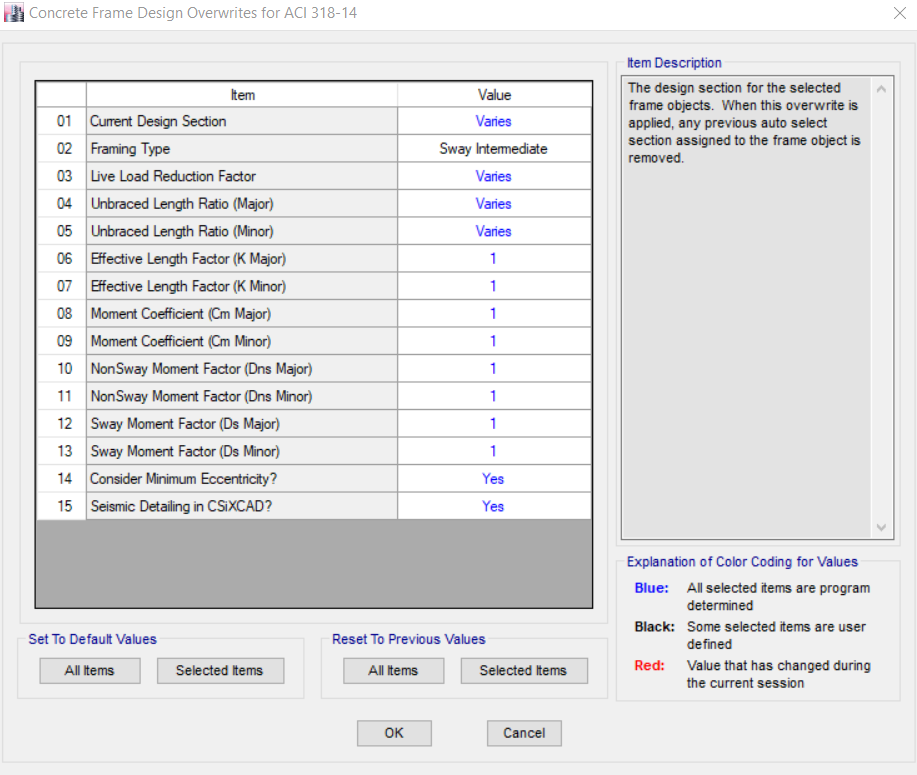 Concrete Frame Design Overwrites for ACI 318-14
Item Value
01 Current Design Section Varies
02 Framing Type Sway Intermediate
03 Live Load Reduction Factor Varies
04 Unbraced Length Ratio (Major) Varies
05 Unbraced Length Ratio (Minor) Varies
06 Effective Length Factor (K Major) 1
07 Effective Length Factor (K Minor) 1
08 Moment Coefficient (Cm Major) 1
09 Moment Coefficient (Cm Minor) 1
10 NonSway Moment Factor (Dns Major) 1
11 NonSway Moment Factor (Dns Minor) 1
12 Sway Moment Factor (Ds Major) 1
13 Sway Moment Factor (Ds Minor) 1
14 Consider Minimum Eccentricity? Yes
15 Seismic Detailing in CSiXCAD? Yes
Item Description
The design section for the selected
frame objects. When this overwrite is
applied, any previous auto select
section assigned to the frame object is
removed.
Explanation of Color Coding for Values
Blue: All selected items are program
determined
Black: Some selected items are user
defined
Red: Value that has changed during
the current session
Set To Default Values
All Items Selected Items
Reset To Previous Values
All Items Selected Items
OK Cancel